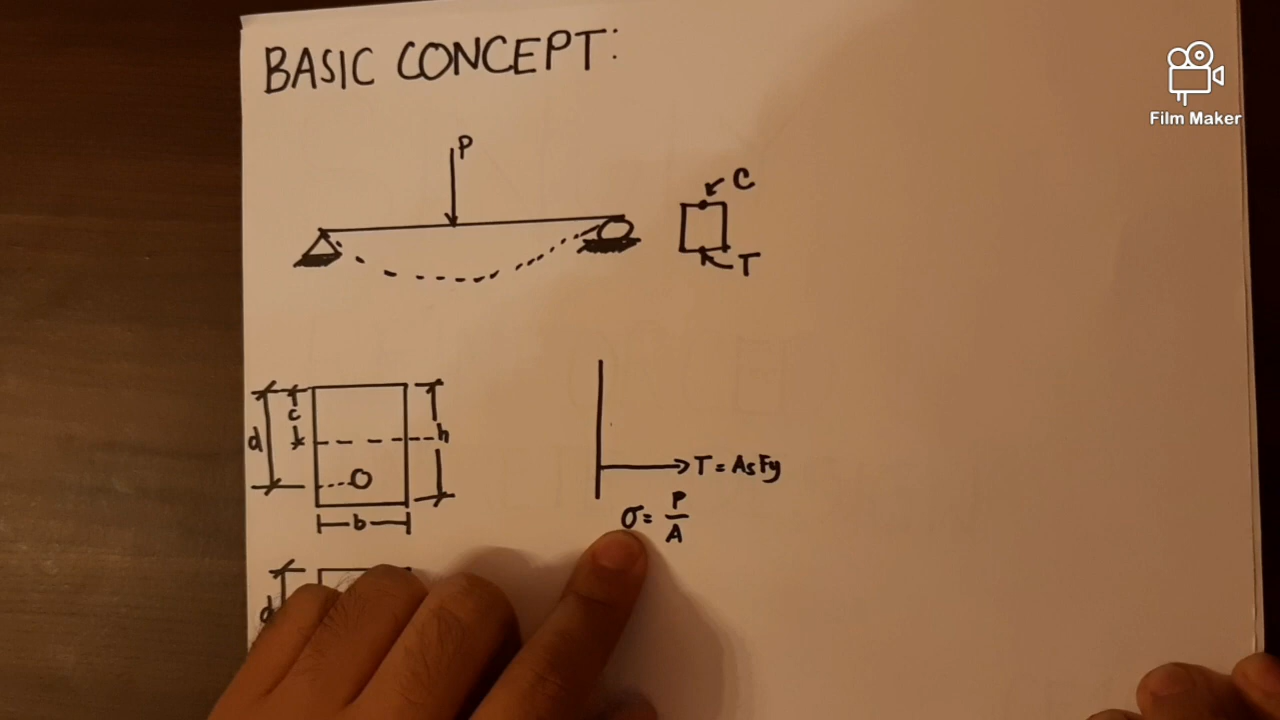 BASIC CONCEPT:
Film Maker
P
C
T
c
d
h
T = AsFy
b
σ = P/A
d